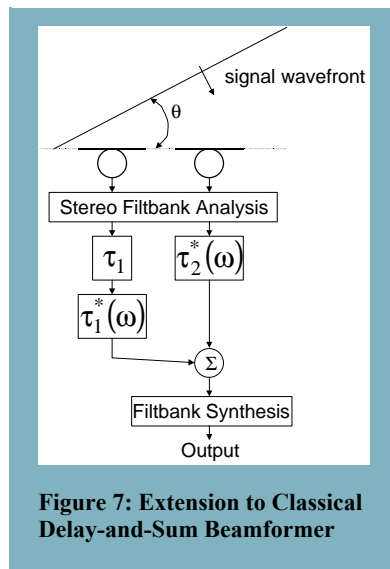 signal wavefront
θ
Stereo Filtbank Analysis
τ₁
τ₂*(ω)
τ₁*(ω)
Σ
Filtbank Synthesis
Output
Figure 7: Extension to Classical
Delay-and-Sum Beamformer